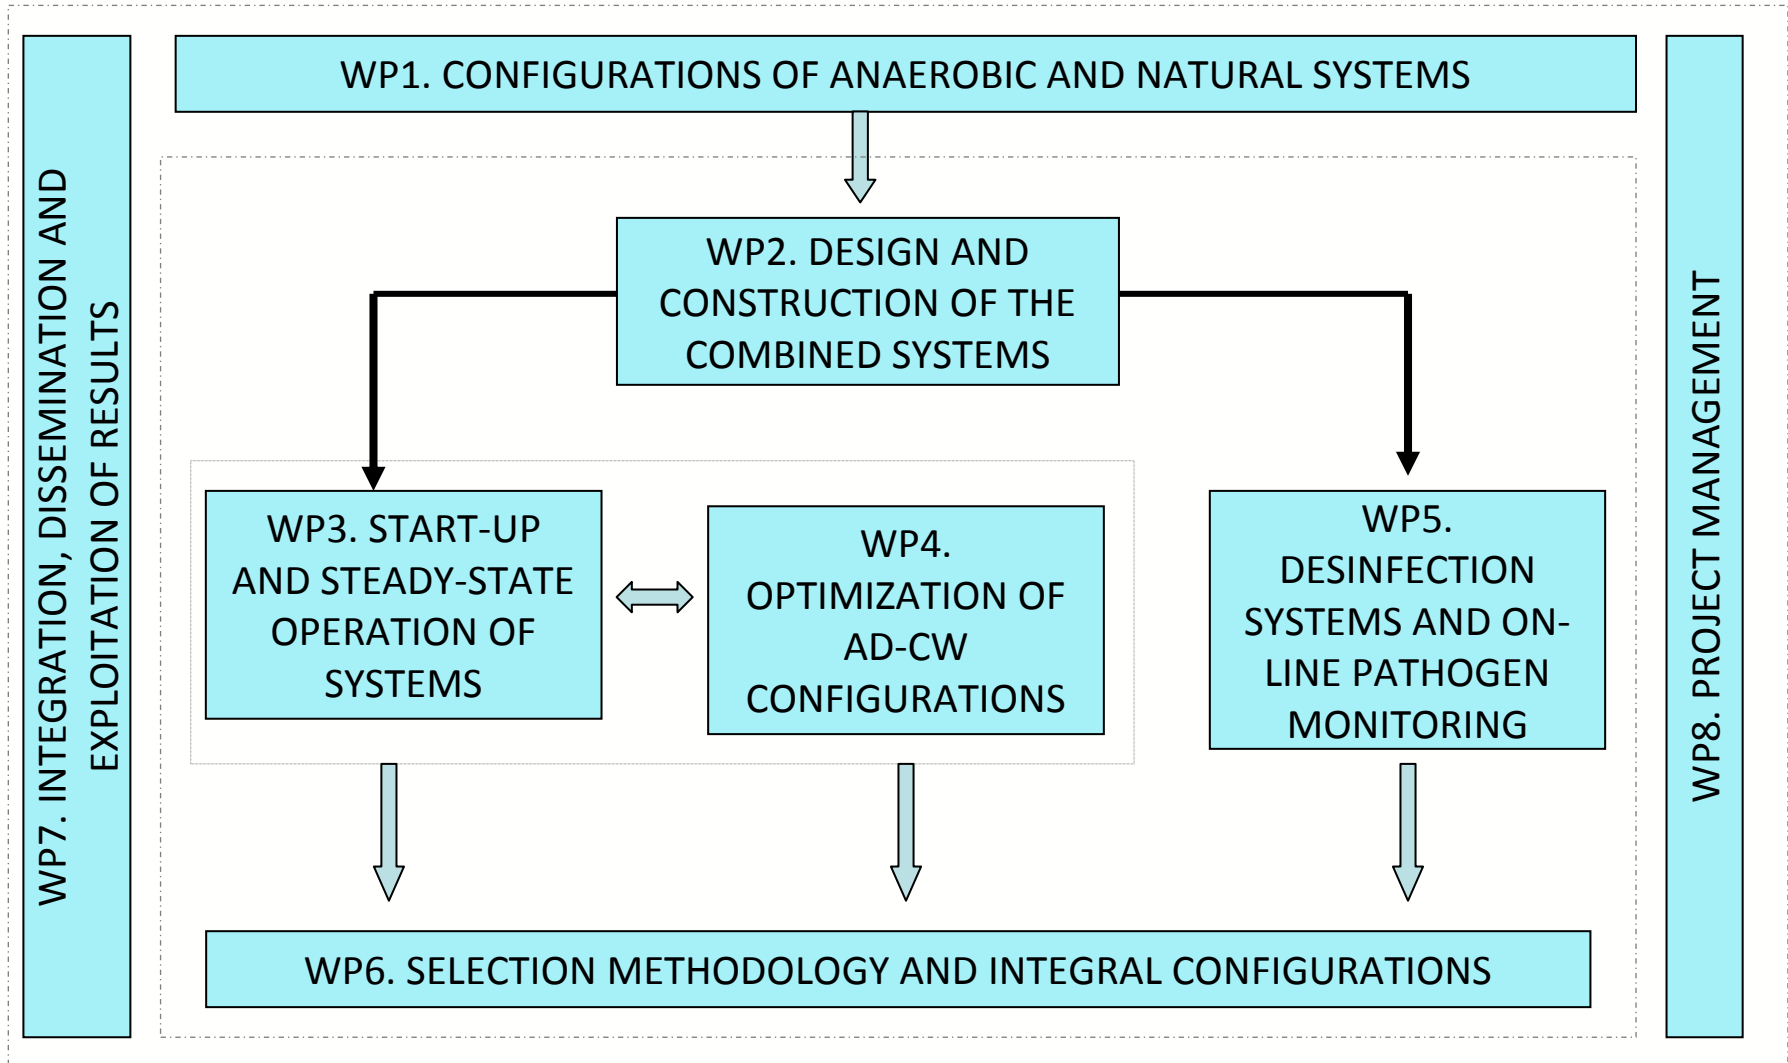 WP1. CONFIGURATIONS OF ANAEROBIC AND NATURAL SYSTEMS
WP7. INTEGRATION, DISSEMINATION AND
EXPLOITATION OF RESULTS
WP2. DESIGN AND
CONSTRUCTION OF THE
COMBINED SYSTEMS
WP3. START-UP
AND STEADY-STATE
OPERATION OF
SYSTEMS
WP4.
OPTIMIZATION OF
AD-CW
CONFIGURATIONS
WP5.
DESINFECTION
SYSTEMS AND ON-
LINE PATHOGEN
MONITORING
WP6. SELECTION METHODOLOGY AND INTEGRAL CONFIGURATIONS
WP8. PROJECT MANAGEMENT